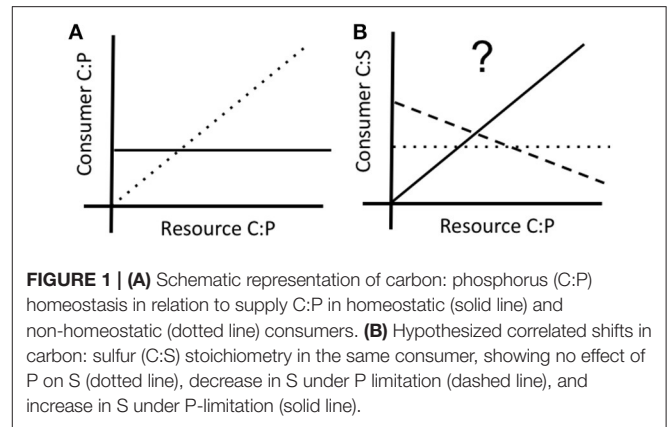 A
B
?
Consumer C:P
Consumer C:S
Resource C:P
Resource C:P
FIGURE 1 | (A) Schematic representation of carbon: phosphorus (C:P)
homeostasis in relation to supply C:P in homeostatic (solid line) and
non-homeostatic (dotted line) consumers. (B) Hypothesized correlated shifts in
carbon: sulfur (C:S) stoichiometry in the same consumer, showing no effect of
P on S (dotted line), decrease in S under P limitation (dashed line), and
increase in S under P-limitation (solid line).